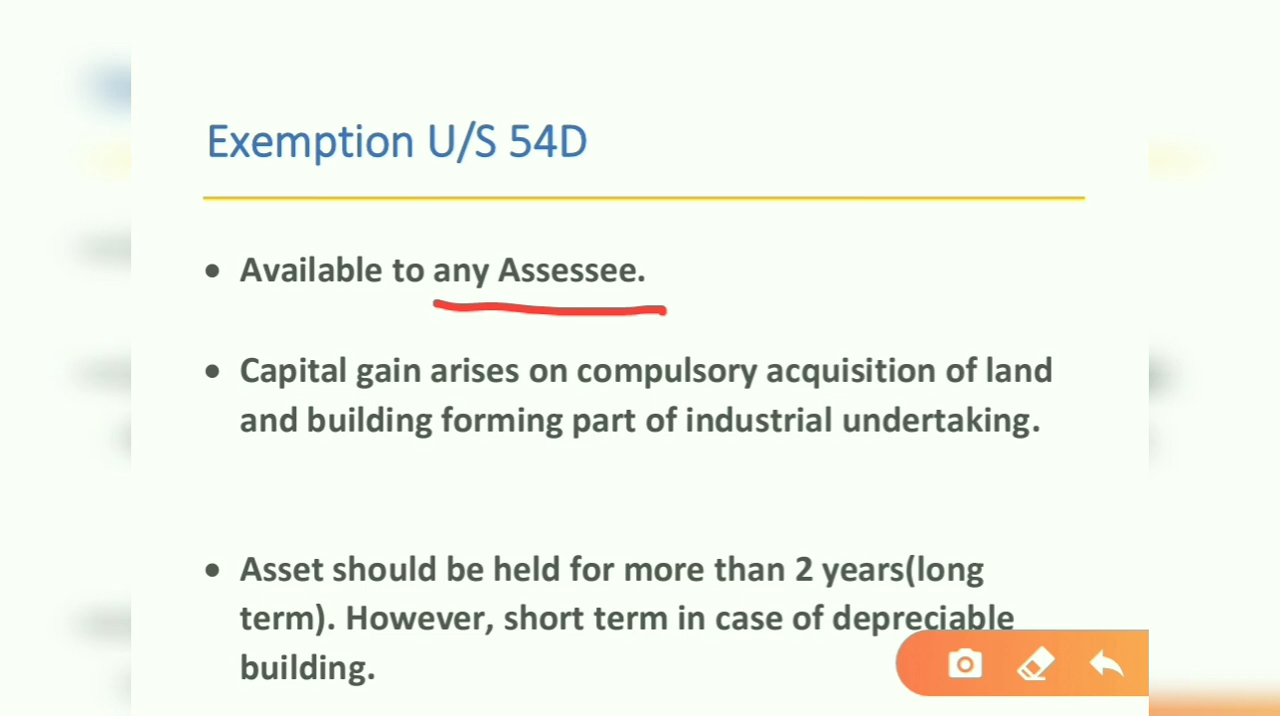 Exemption U/S 54D
• Available to any Assessee.
• Capital gain arises on compulsory acquisition of land
and building forming part of industrial undertaking.
• Asset should be held for more than 2 years(long
term). However, short term in case of depreciable
building.